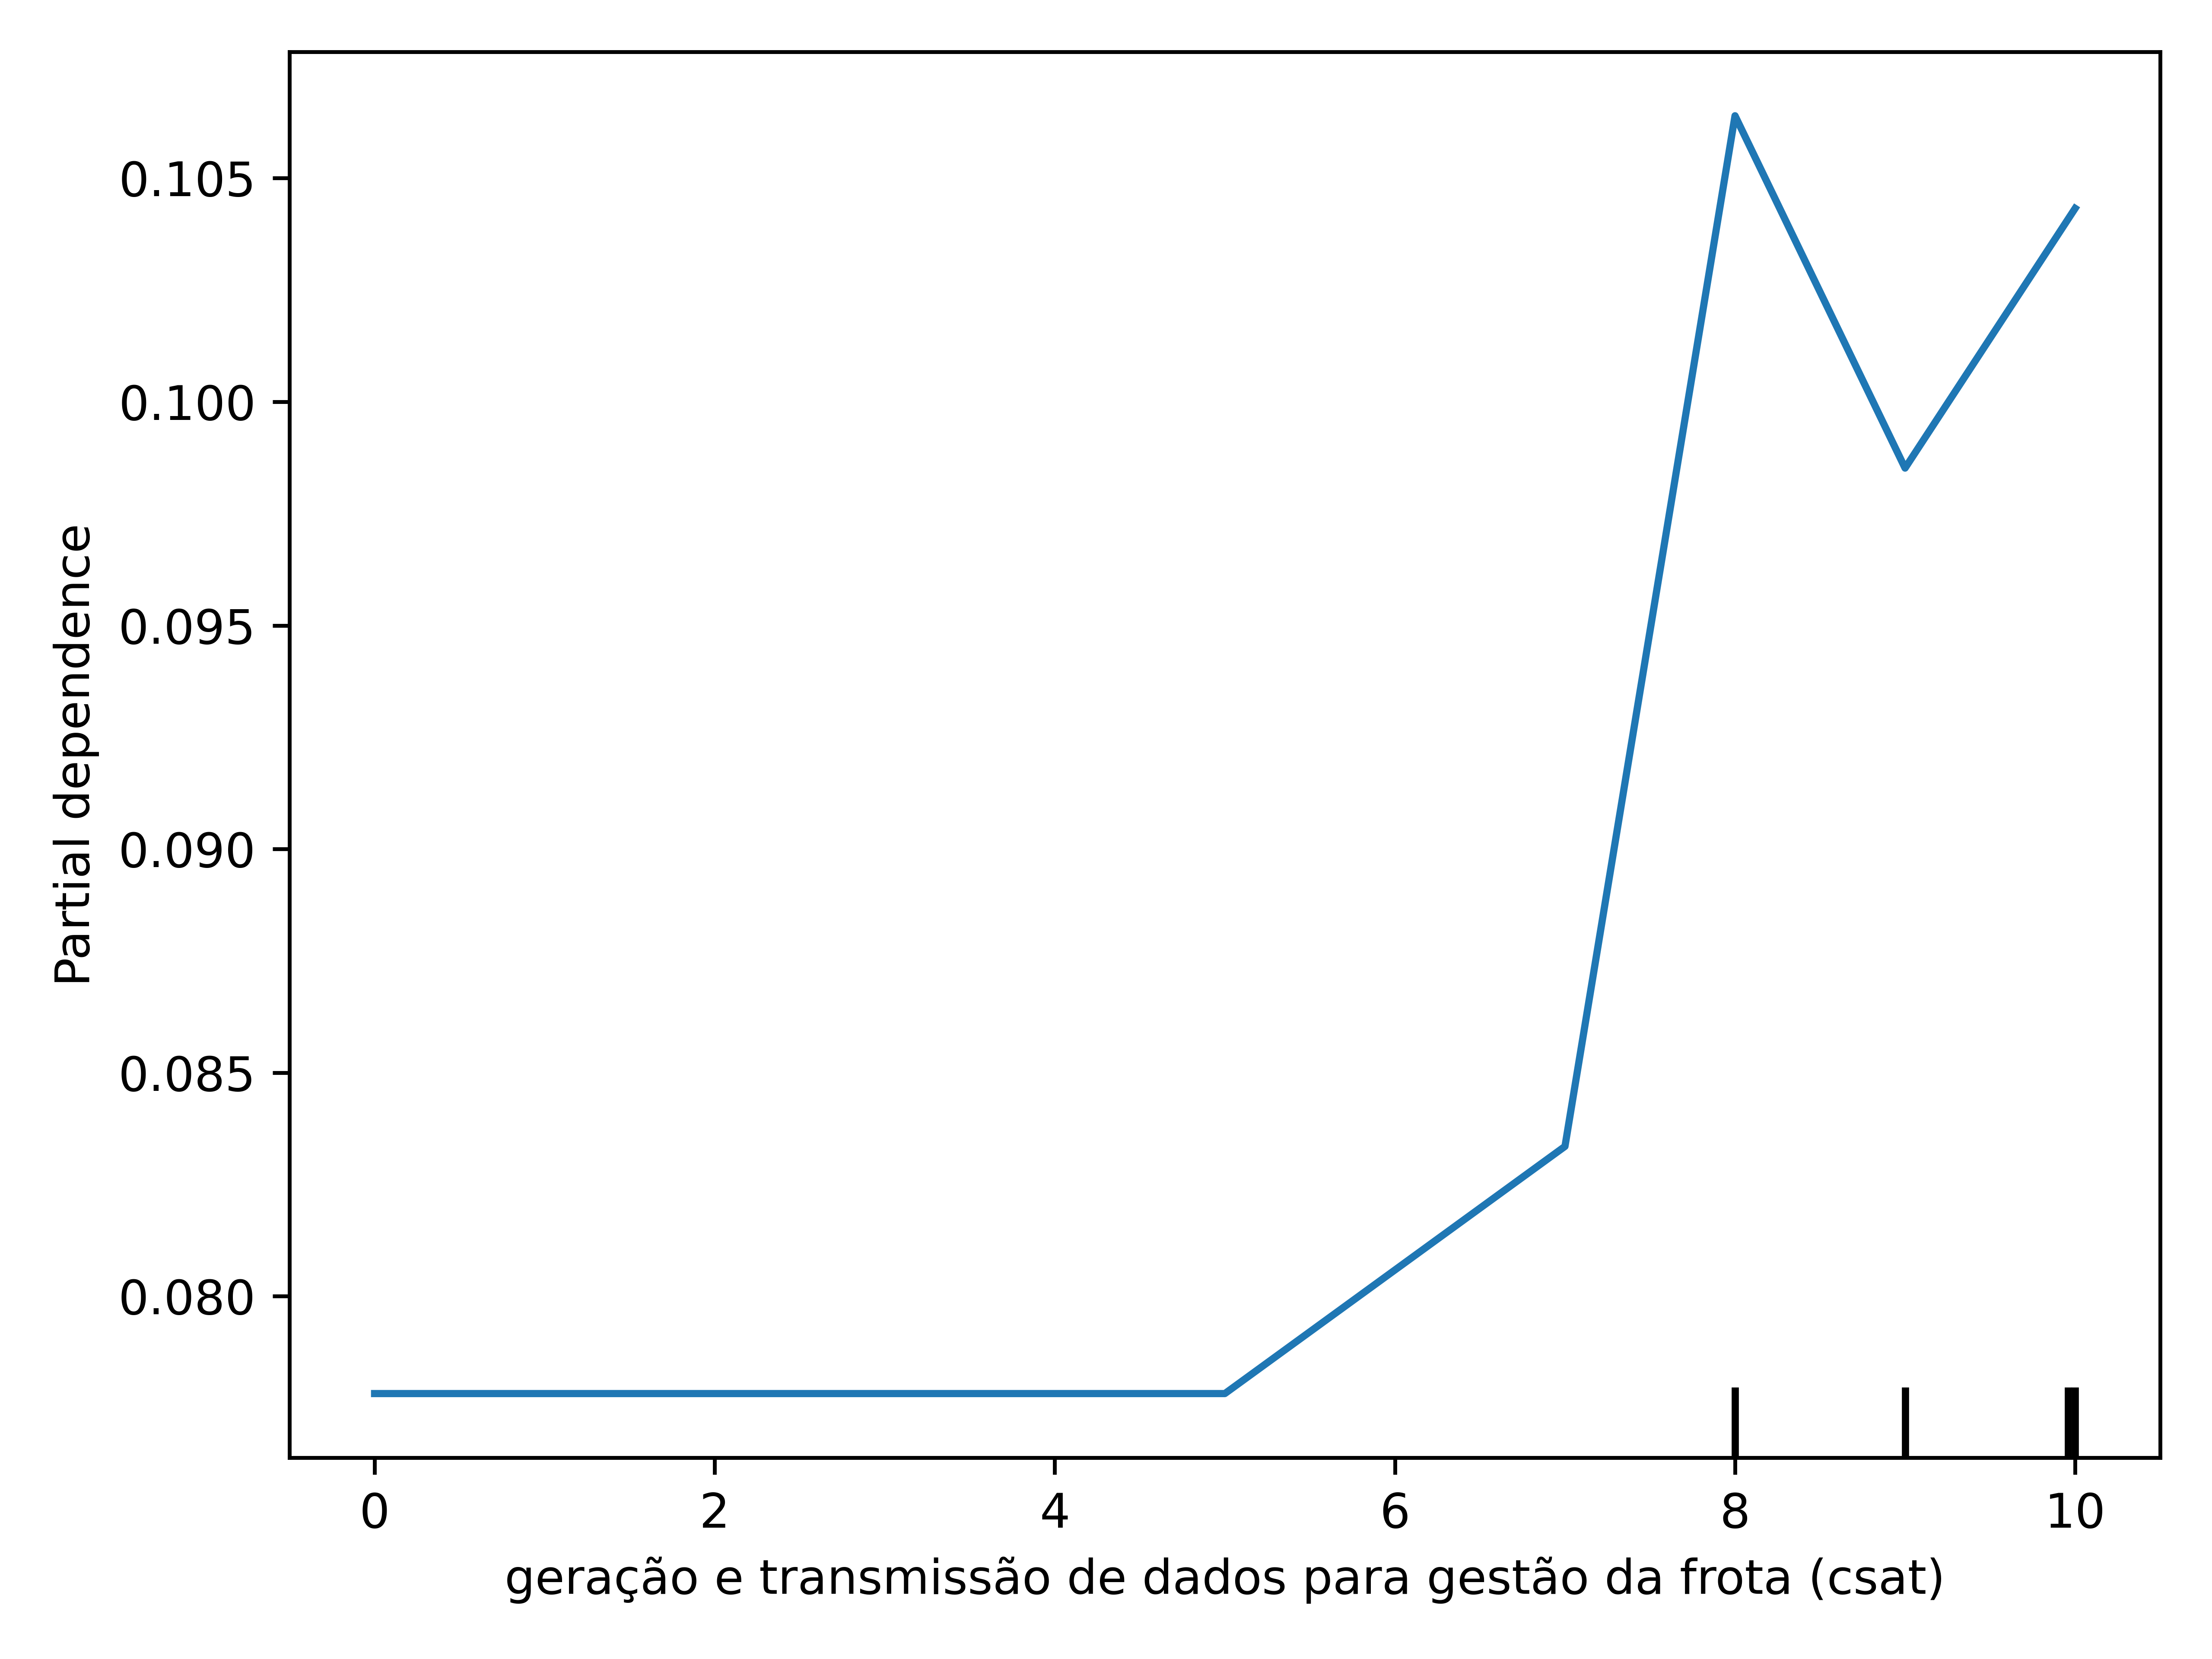 Partial dependence
0.105
0.100
0.095
0.090
0.085
0.080
0 2 4 6 8 10
geração e transmissão de dados para gestão da frota (csat)